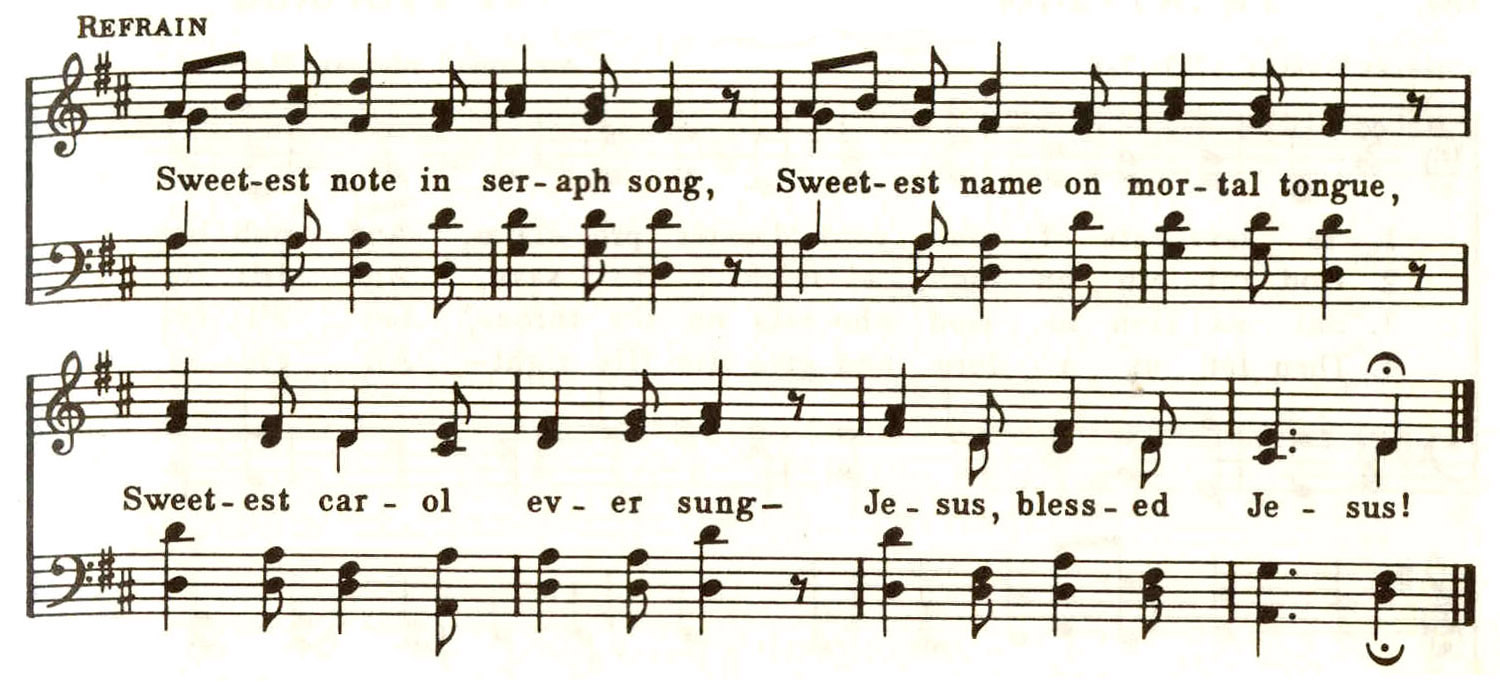 REFRAIN
Sweet-est note in ser-aph song, Sweet-est name on mor-tal tongue,
Sweet-est car-ol ev-er sung- Je-sus, bless-ed Je-sus!